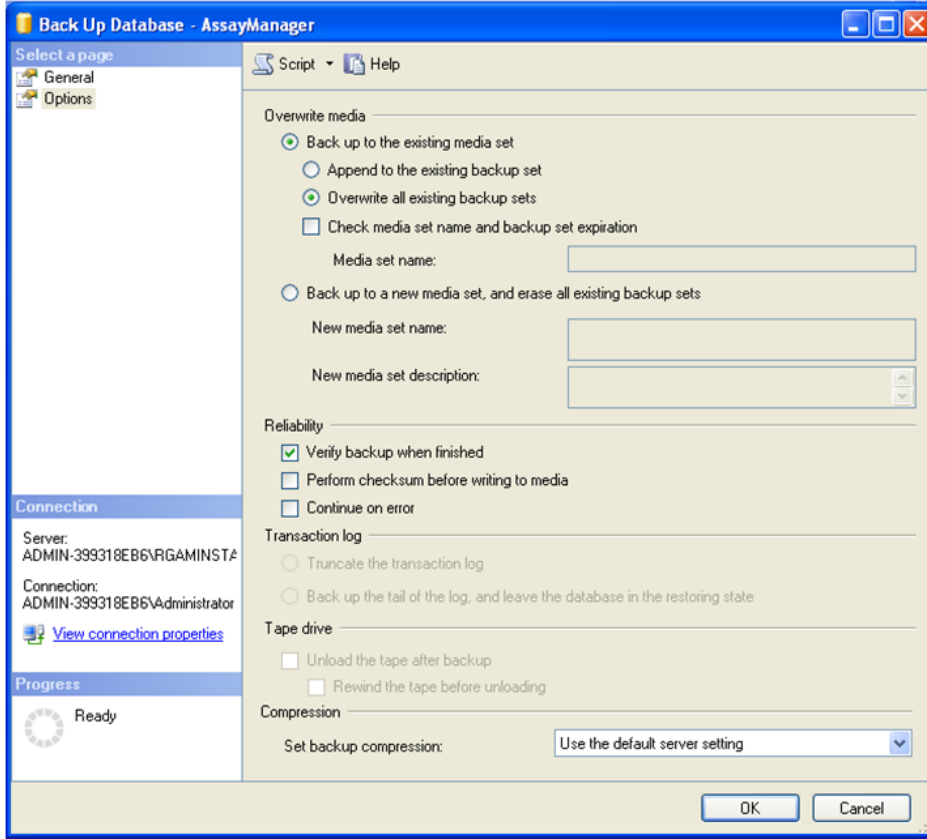 Back Up Database - AssayManager
Select a page
General
Options
Script
Help
Overwrite media
Back up to the existing media set
Append to the existing backup set
Overwrite all existing backup sets
Check media set name and backup set expiration
Media set name:
Back up to a new media set, and erase all existing backup sets
New media set name:
New media set description:
Reliability
Verify backup when finished
Perform checksum before writing to media
Continue on error
Transaction log
Truncate the transaction log
Back up the tail of the log, and leave the database in the restoring state
Tape drive
Unload the tape after backup
Rewind the tape before unloading
Compression
Set backup compression:
Use the default server setting
Connection
Server:
ADMIN-399318EB6\RGAMINSTA
Connection:
ADMIN-399318EB6\Administrator
View connection properties
Progress
Ready
OK
Cancel